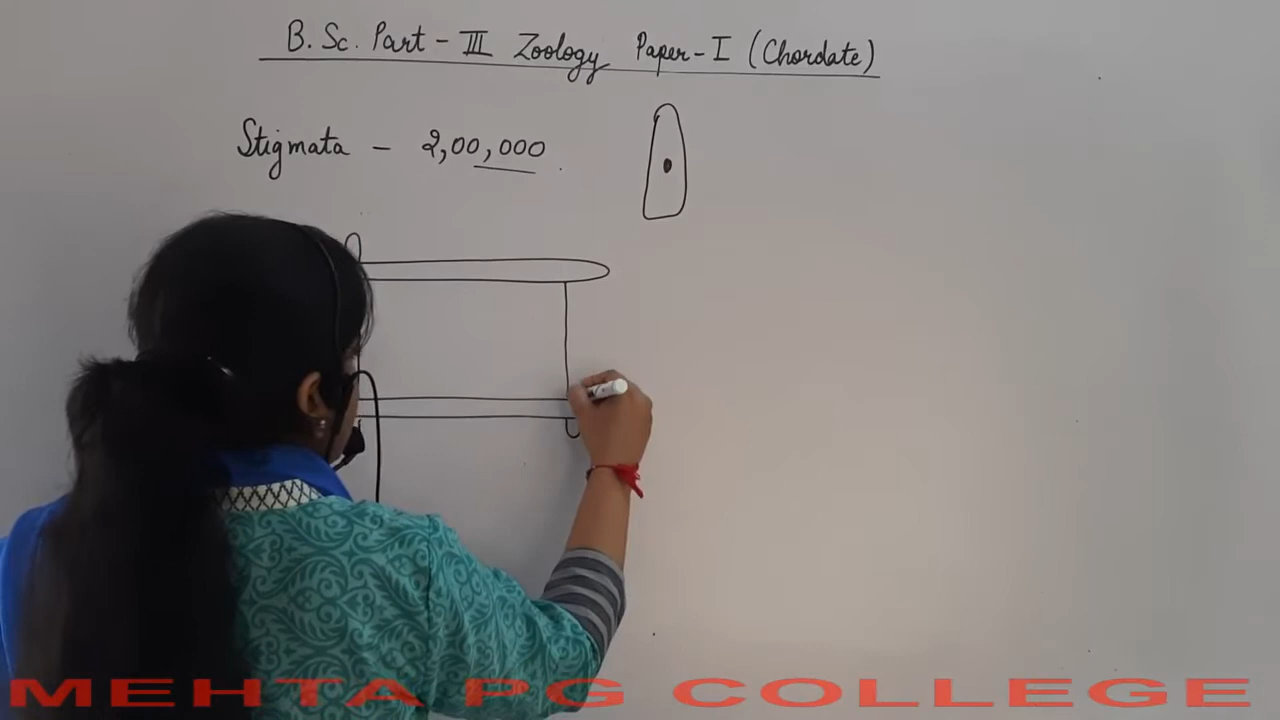 B. Sc. Part - III Zoology Paper - I (Chordate)
Stigmata - 2,00,000
MEHTA PG COLLEGE